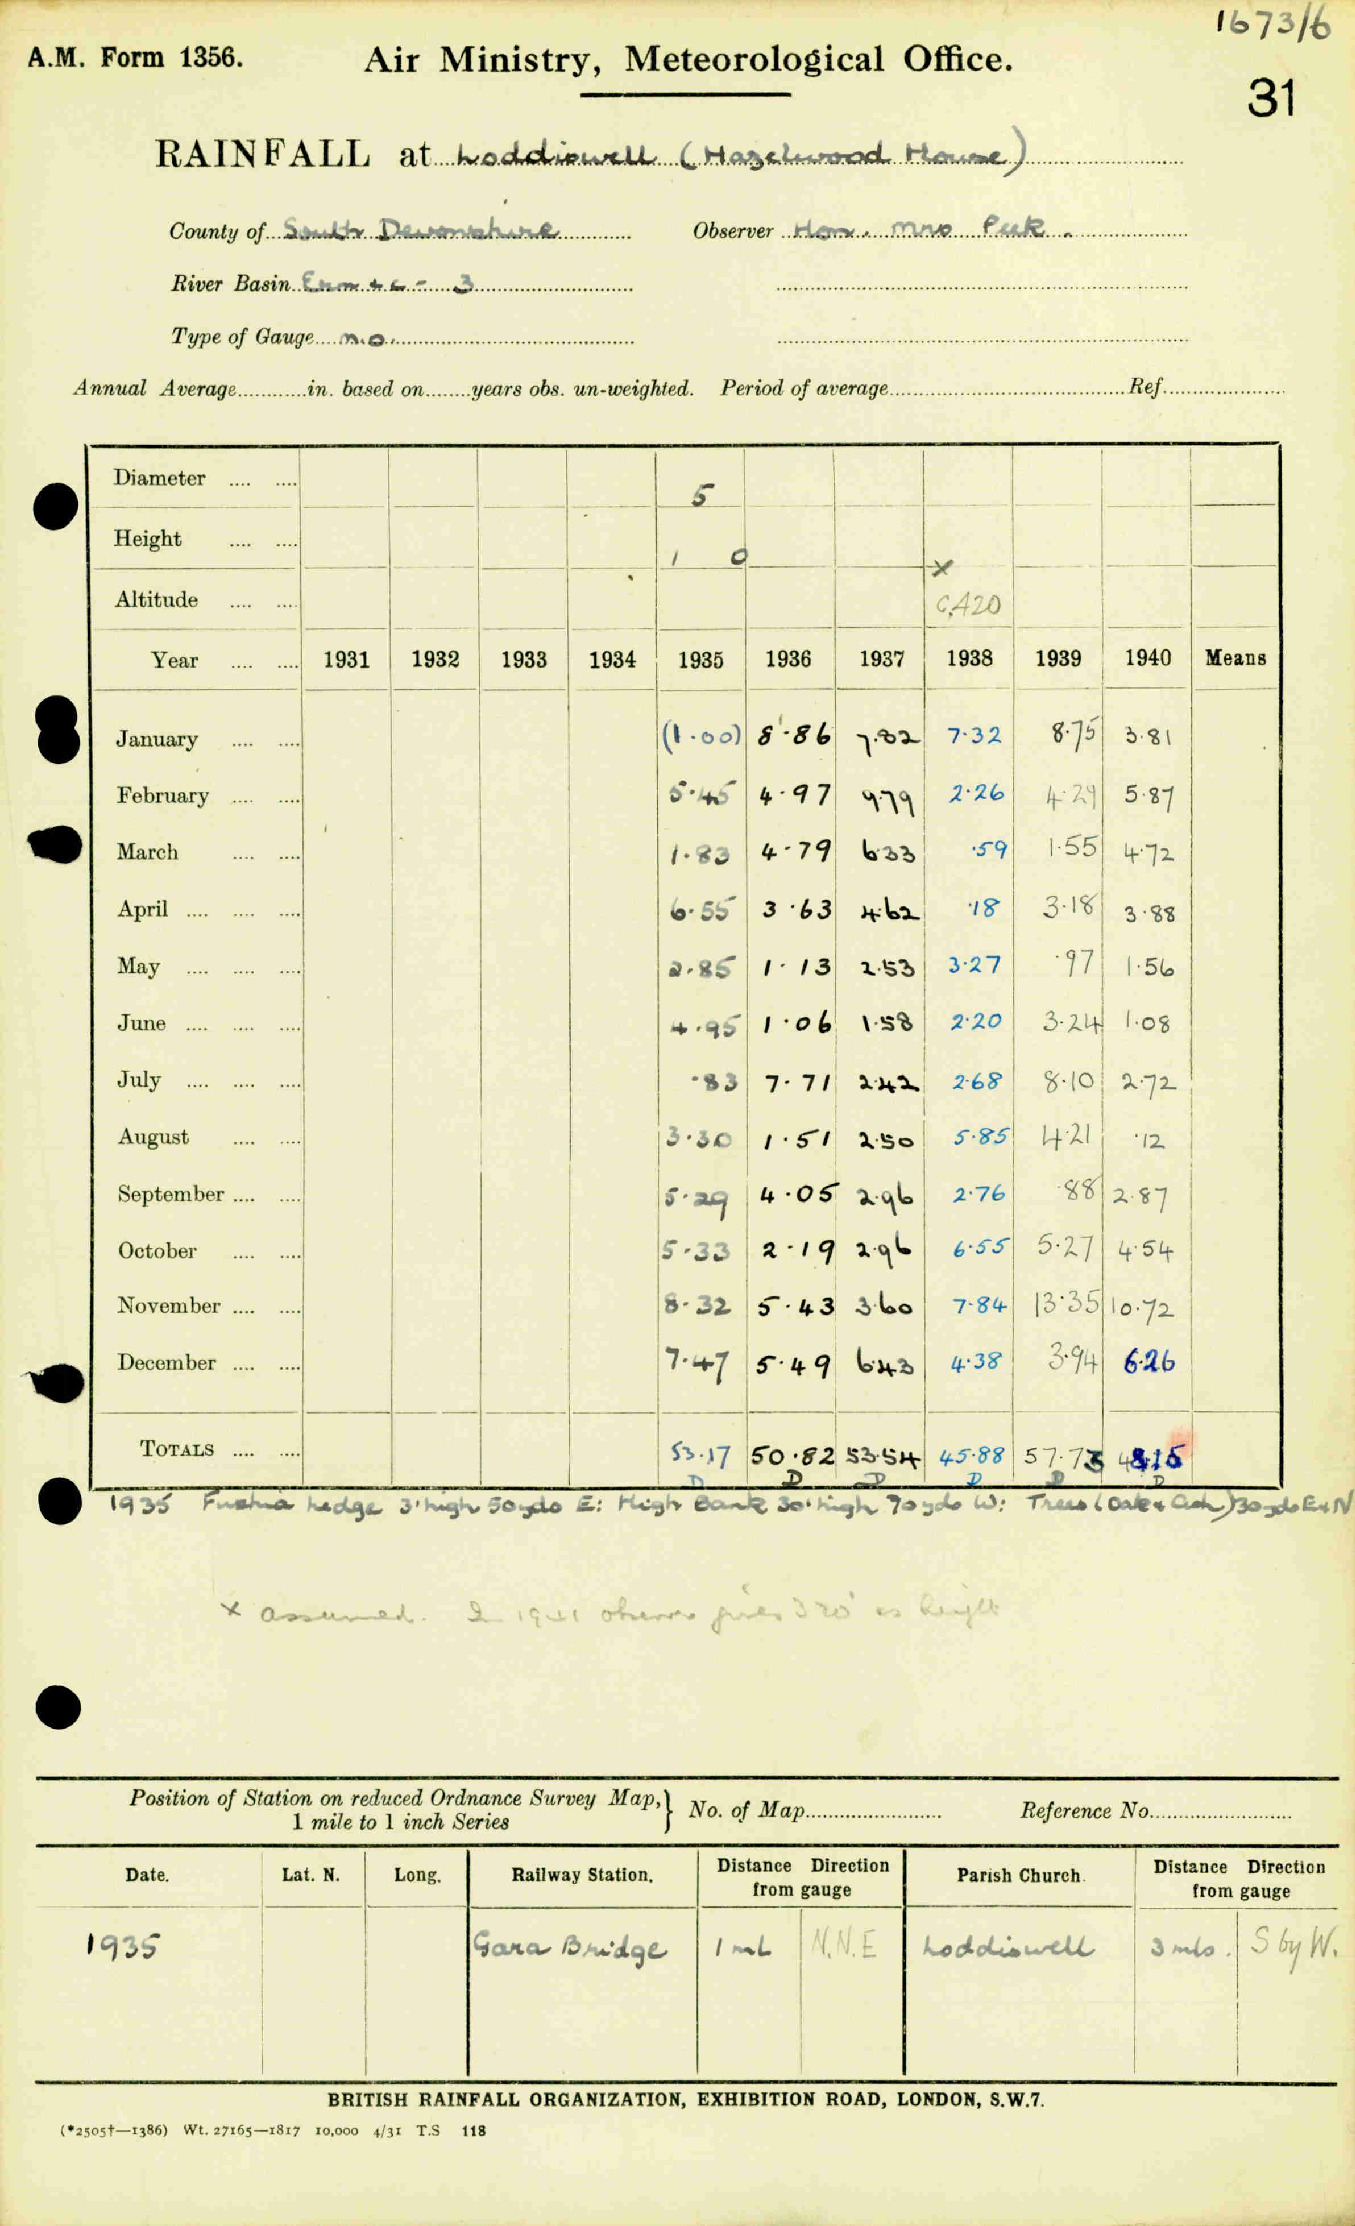 1673/6
A.M. Form 1356. Air Ministry, Meteorological Office.
31
RAINFALL at Loddiswell (Hazelwood House)
County of South Devonshire Observer Hon. Mrs Peek.
River Basin Erm &c - 3
Type of Gauge M.O.
Annual Average in. based on years obs. un-weighted. Period of average Ref.
Diameter 5
Height 1 0
x
Altitude C.420
Year 1931 1932 1933 1934 1935 1936 1937 1938 1939 1940 Means
January (1.00) 8.86 7.82 7.32 8.75 3.81
February 5.45 4.97 9.79 2.26 4.29 5.87
March 1.83 4.79 6.33 .59 1.55 4.72
April 6.55 3.63 4.62 .18 3.18 3.88
May 2.85 1.13 2.53 3.27 .97 1.56
June 4.95 1.06 1.58 2.20 3.24 1.08
July .83 7.71 2.42 2.68 8.10 2.72
August 3.30 1.51 2.50 5.85 4.21 .12
September 5.29 4.05 2.96 2.76 .88 2.87
October 5.33 2.19 2.96 6.55 5.27 4.54
November 8.32 5.43 3.60 7.84 13.35 10.72
December 7.47 5.49 6.43 4.38 3.94 6.26
TOTALS 53.17 50.82 53.54 45.88 57.73 48.15
D D D D D D
1935 Fushia hedge 3' high 50 yds E: High Bank 30' high 70 yds W: Trees (Oak & Ash) 30 yds E & N
x assumed. In 1941 observer gives 320' as height
Position of Station on reduced Ordnance Survey Map, } No. of Map Reference No.
1 mile to 1 inch Series
Date. Lat. N. Long. Railway Station. Distance Direction from gauge Parish Church. Distance Direction from gauge
1935 Gara Bridge 1 ml N.N.E Loddiswell 3 mls. S by W.
BRITISH RAINFALL ORGANIZATION, EXHIBITION ROAD, LONDON, S.W.7.
(*2505†—1386) Wt. 27165—1817 10,000 4/31 T.S 118